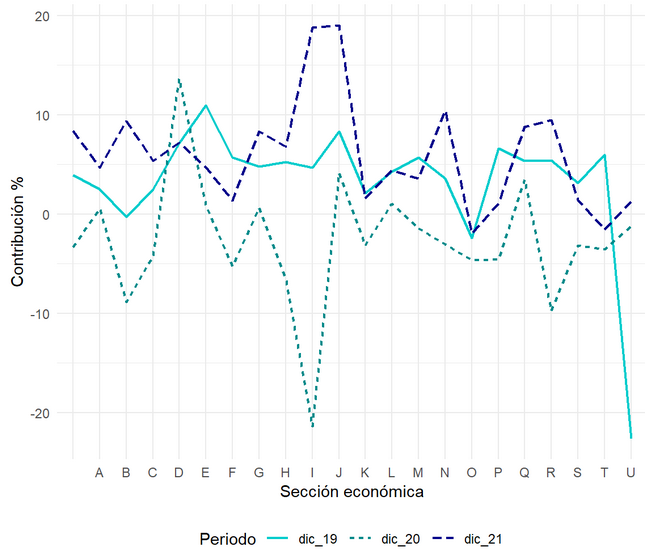 20
10
0
-10
-20
Contribución %
A B C D E F G H I J K L M N O P Q R S T U
Sección económica
Periodo dic_19 dic_20 dic_21